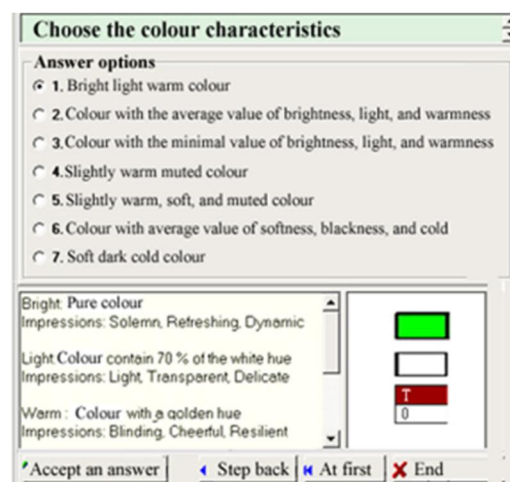 Choose the colour characteristics
Answer options
1. Bright light warm colour
2. Colour with the average value of brightness, light, and warmness
3. Colour with the minimal value of brightness, light, and warmness
4. Slightly warm muted colour
5. Slightly warm, soft, and muted colour
6. Colour with average value of softness, blackness, and cold
7. Soft dark cold colour
Bright: Pure colour
Impressions: Solemn, Refreshing, Dynamic
Light Colour contain 70 % of the white hue
Impressions: Light, Transparent, Delicate
Warm : Colour with a golden hue
Impressions: Blinding, Cheerful, Resilient
T
0
Accept an answer
Step back
At first
End